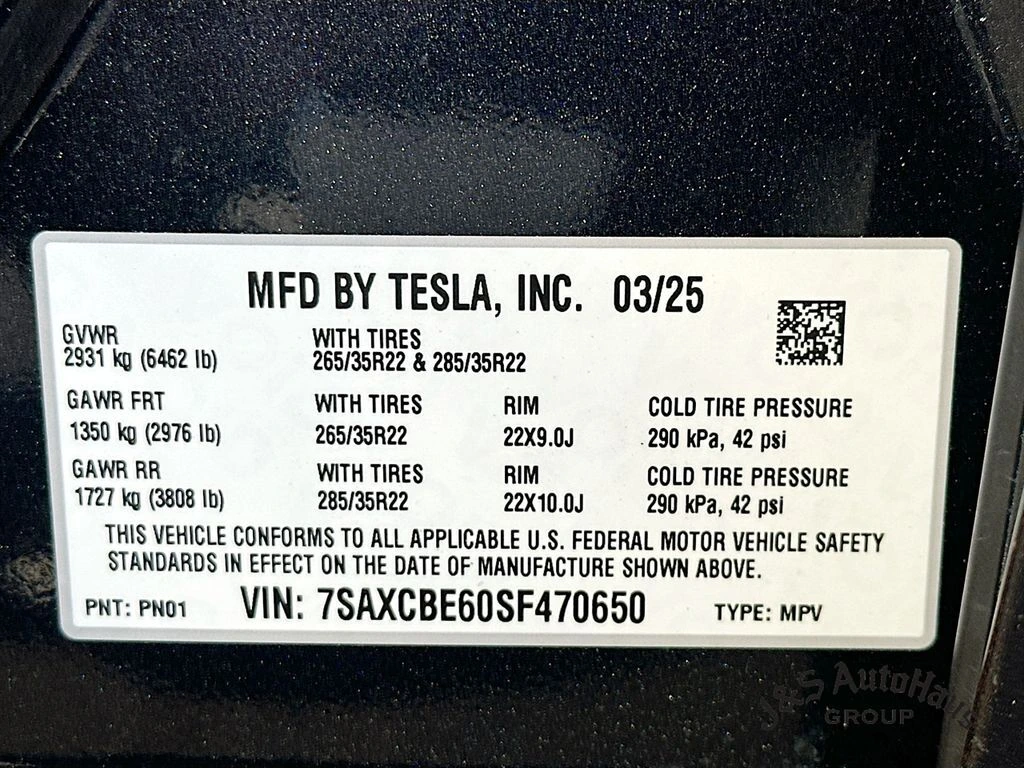 MFD BY TESLA, INC. 03/25
GVWR WITH TIRES
2931 kg (6462 lb) 265/35R22 & 285/35R22
GAWR FRT WITH TIRES RIM COLD TIRE PRESSURE
1350 kg (2976 lb) 265/35R22 22X9.0J 290 kPa, 42 psi
GAWR RR WITH TIRES RIM COLD TIRE PRESSURE
1727 kg (3808 lb) 285/35R22 22X10.0J 290 kPa, 42 psi
THIS VEHICLE CONFORMS TO ALL APPLICABLE U.S. FEDERAL MOTOR VEHICLE SAFETY
STANDARDS IN EFFECT ON THE DATE OF MANUFACTURE SHOWN ABOVE.
PNT: PN01 VIN: 7SAXCBE60SF470650 TYPE: MPV
J&S AutoHaus
GROUP